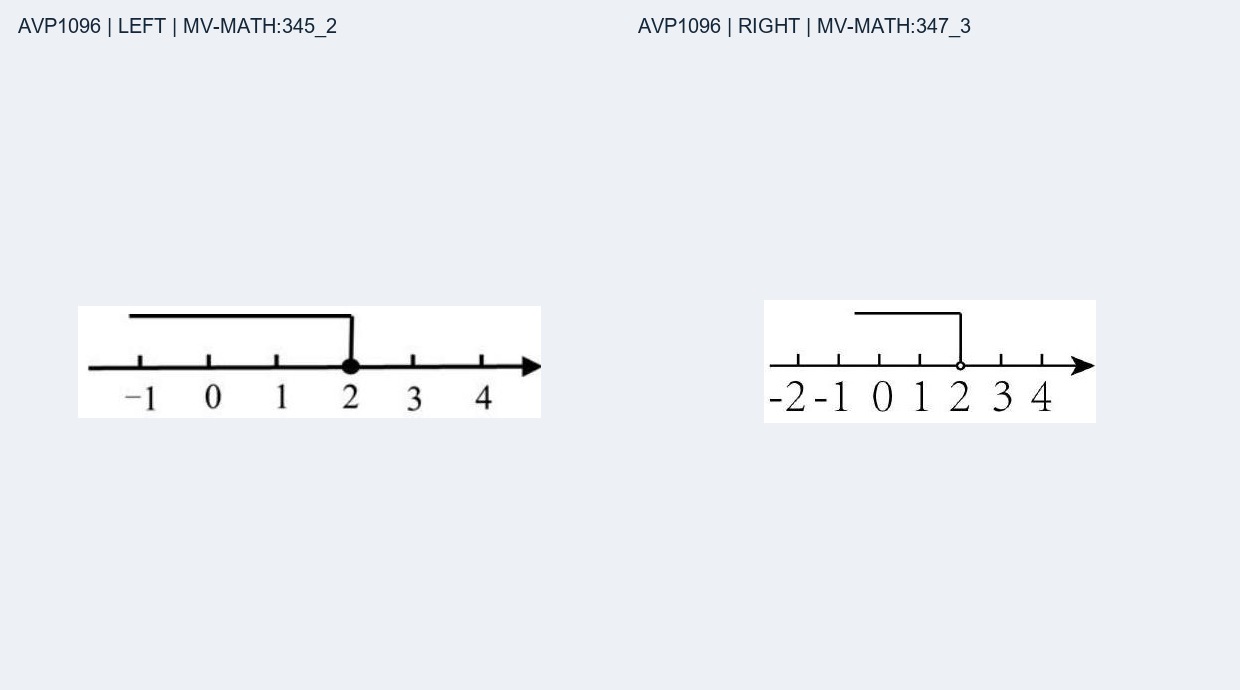 AVP1096 | LEFT | MV-MATH:345_2
−1 0 1 2 3 4
AVP1096 | RIGHT | MV-MATH:347_3
-2 -1 0 1 2 3 4